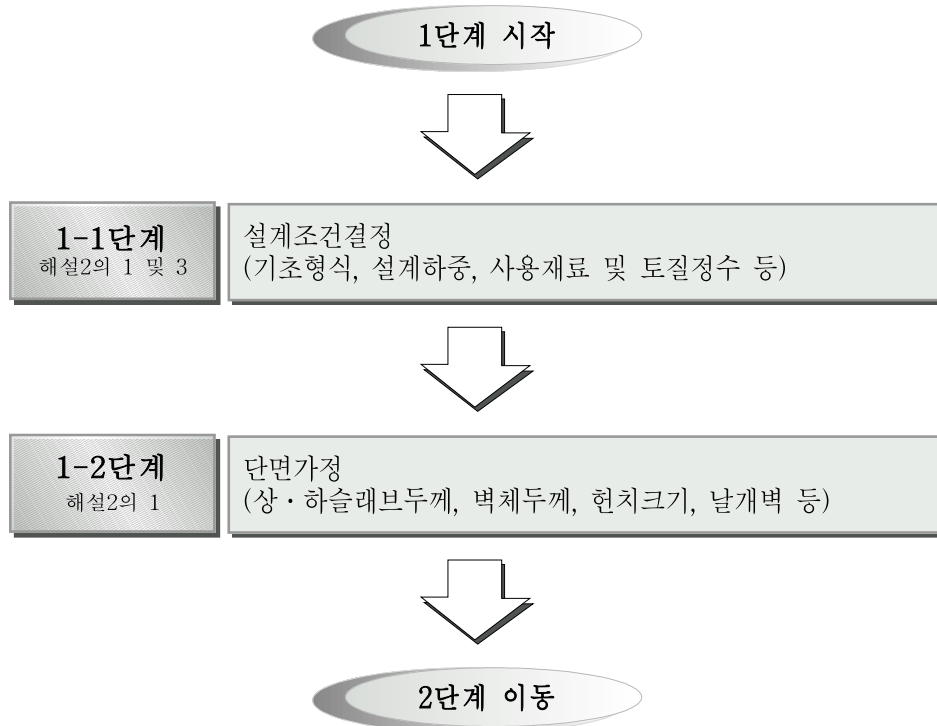 1단계 시작
1-1단계
해설2의 1 및 3
설계조건결정
(기초형식, 설계하중, 사용재료 및 토질정수 등)
1-2단계
해설2의 1
단면가정
(상·하슬래브두께, 벽체두께, 헌치크기, 날개벽 등)
2단계 이동